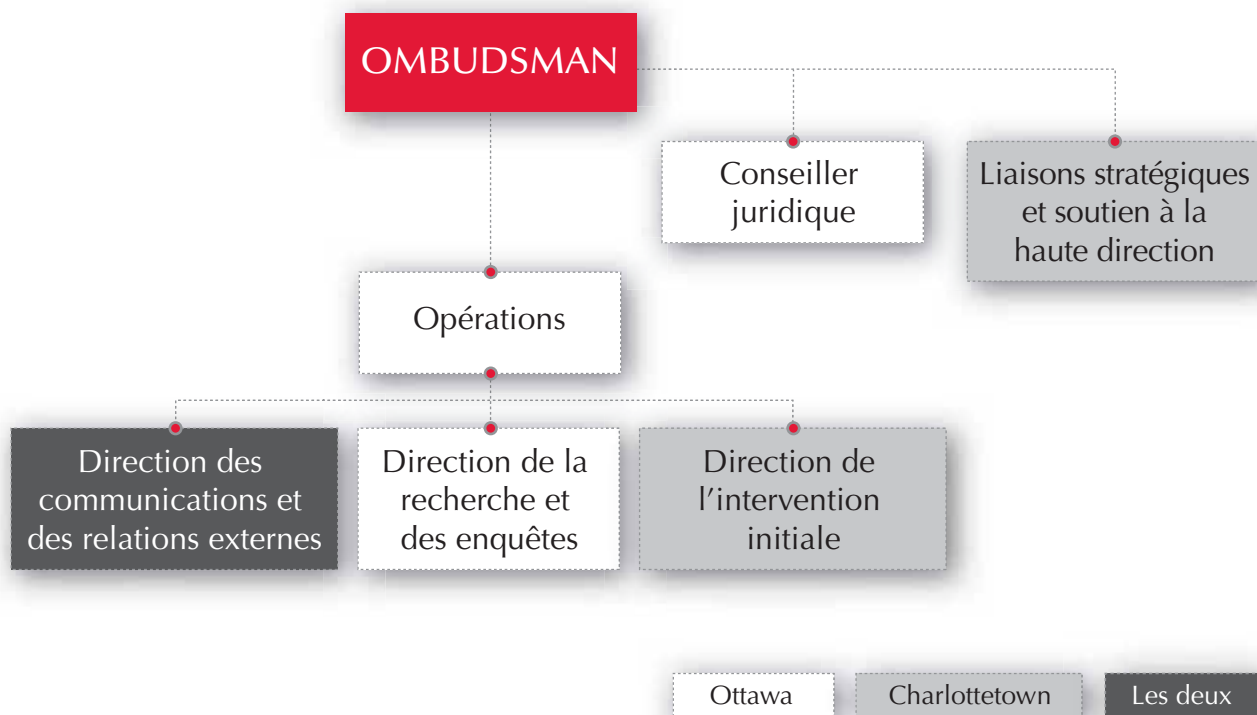 OMBUDSMAN
Conseiller
juridique
Liaisons stratégiques
et soutien à la
haute direction
Opérations
Direction des
communications et
des relations externes
Direction de la
recherche et
des enquêtes
Direction de
l’intervention
initiale
Ottawa
Charlottetown
Les deux